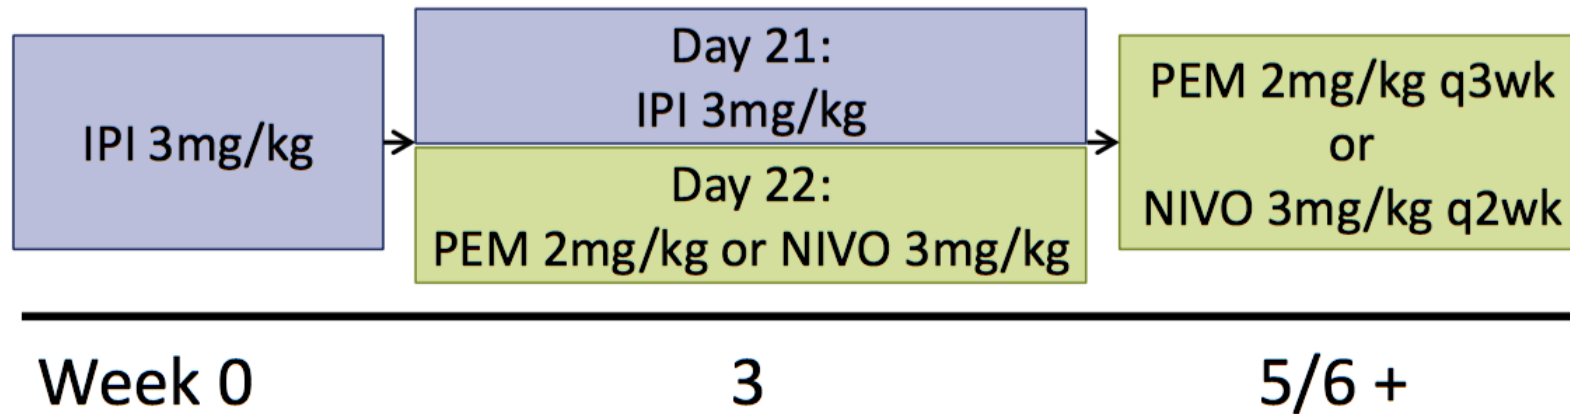 IPI 3mg/kg
Day 21:
IPI 3mg/kg
Day 22:
PEM 2mg/kg or NIVO 3mg/kg
PEM 2mg/kg q3wk
or
NIVO 3mg/kg q2wk
Week 0
3
5/6 +